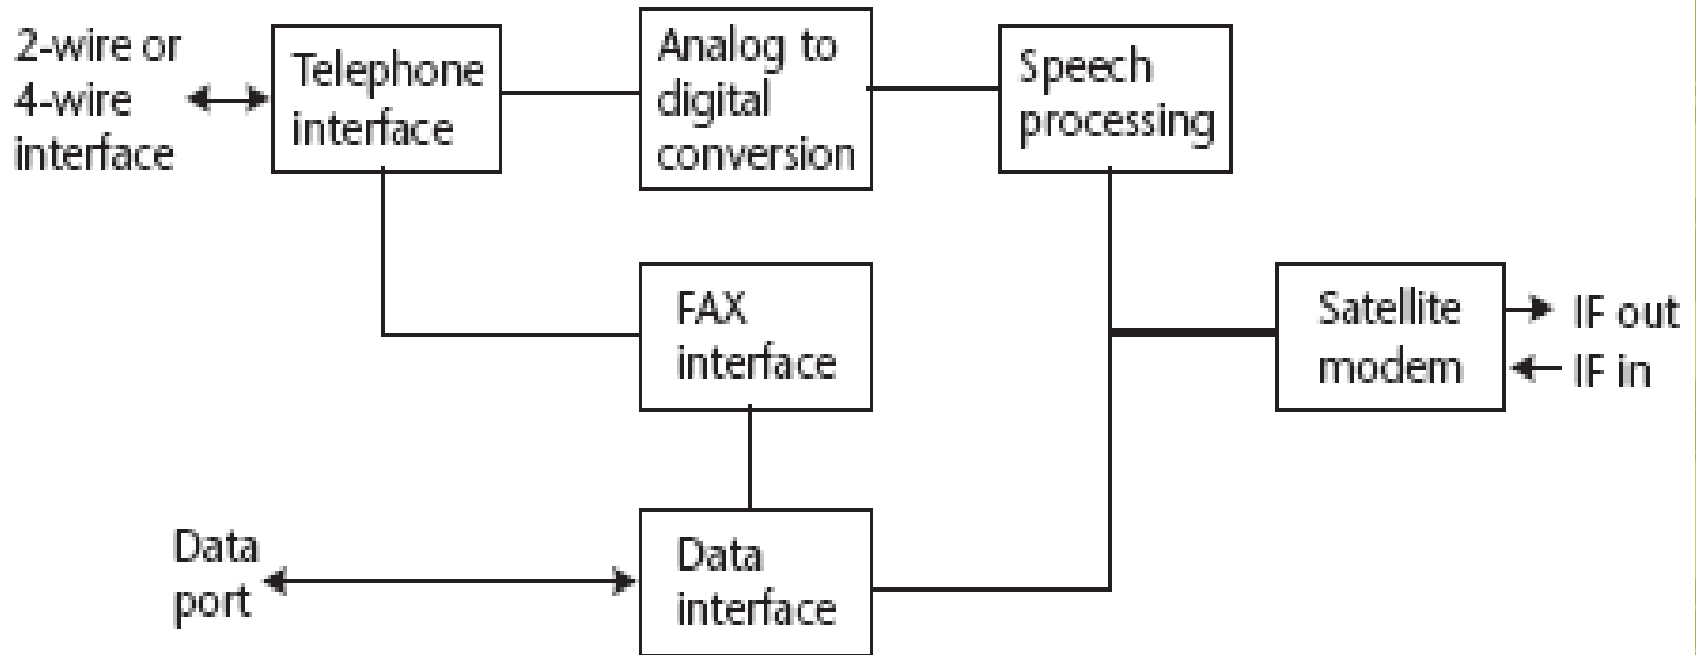 2-wire or
4-wire
interface
Telephone
interface
Analog to
digital
conversion
Speech
processing
FAX
interface
Satellite
modem
IF out
IF in
Data
port
Data
interface